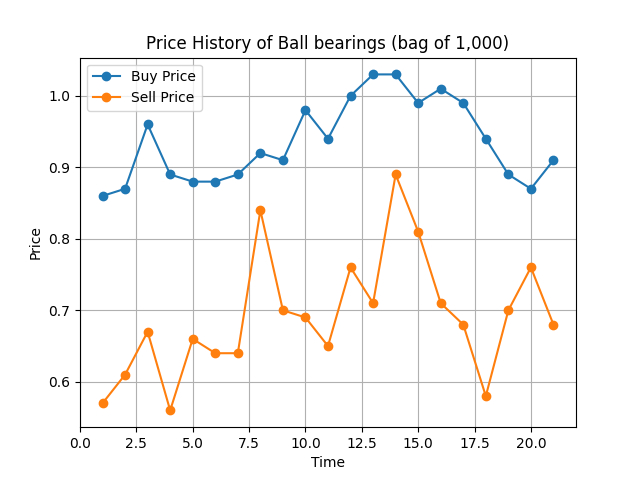 Price History of Ball bearings (bag of 1,000)
Buy Price
Sell Price
1.0
0.9
0.8
0.7
0.6
Price
0.0 2.5 5.0 7.5 10.0 12.5 15.0 17.5 20.0
Time